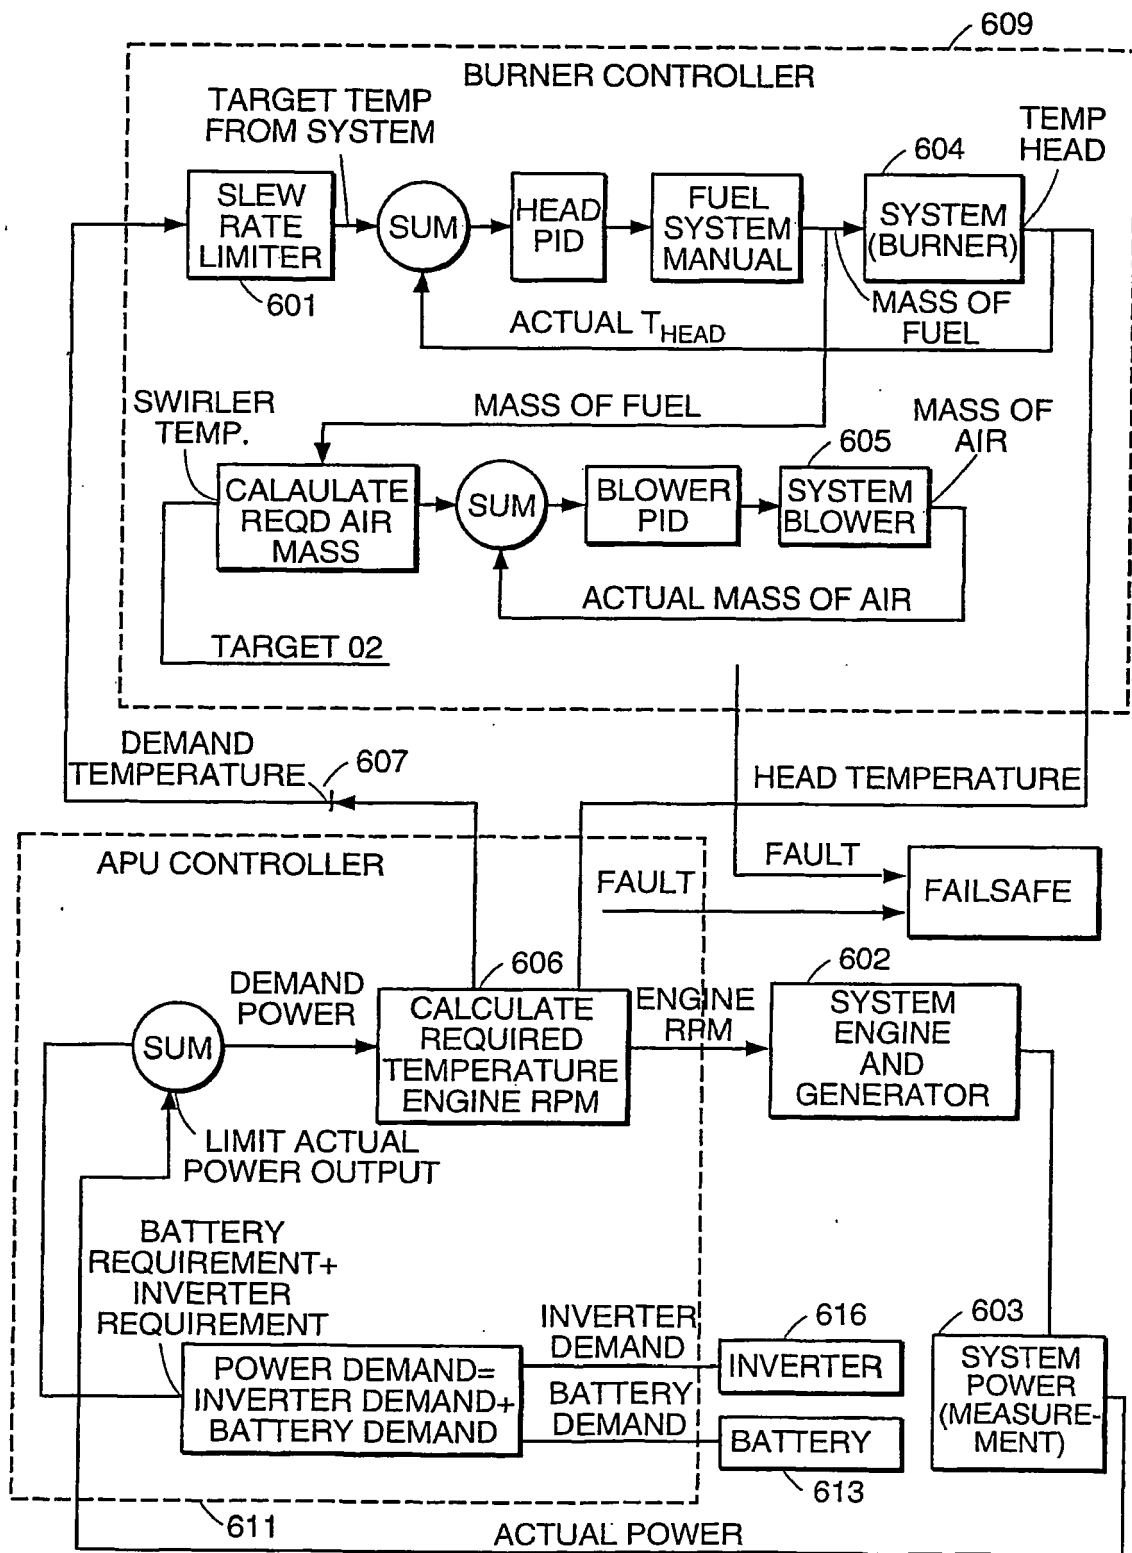 609
BURNER CONTROLLER
TARGET TEMP
FROM SYSTEM
TEMP
HEAD
604
SLEW
RATE
LIMITER
601
SUM
HEAD
PID
FUEL
SYSTEM
MANUAL
SYSTEM
(BURNER)
MASS OF
FUEL
ACTUAL THEAD
SWIRLER
TEMP.
MASS OF FUEL
MASS OF
AIR
605
CALAULATE
REQD AIR
MASS
SUM
BLOWER
PID
SYSTEM
BLOWER
ACTUAL MASS OF AIR
TARGET 02
DEMAND
TEMPERATURE
607
HEAD TEMPERATURE
APU CONTROLLER
FAULT
FAULT
FAILSAFE
606
602
DEMAND
POWER
SUM
CALCULATE
REQUIRED
TEMPERATURE
ENGINE RPM
ENGINE
RPM
SYSTEM
ENGINE
AND
GENERATOR
LIMIT ACTUAL
POWER OUTPUT
BATTERY
REQUIREMENT+
INVERTER
REQUIREMENT
INVERTER
DEMAND
616
603
POWER DEMAND=
INVERTER DEMAND+
BATTERY DEMAND
INVERTER
BATTERY
DEMAND
BATTERY
613
SYSTEM
POWER
(MEASURE-
MENT)
611
ACTUAL POWER